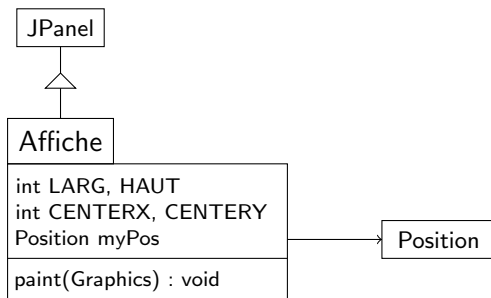 JPanel
Affiche
int LARG, HAUT
int CENTERX, CENTERY
Position myPos
Position
paint(Graphics) : void